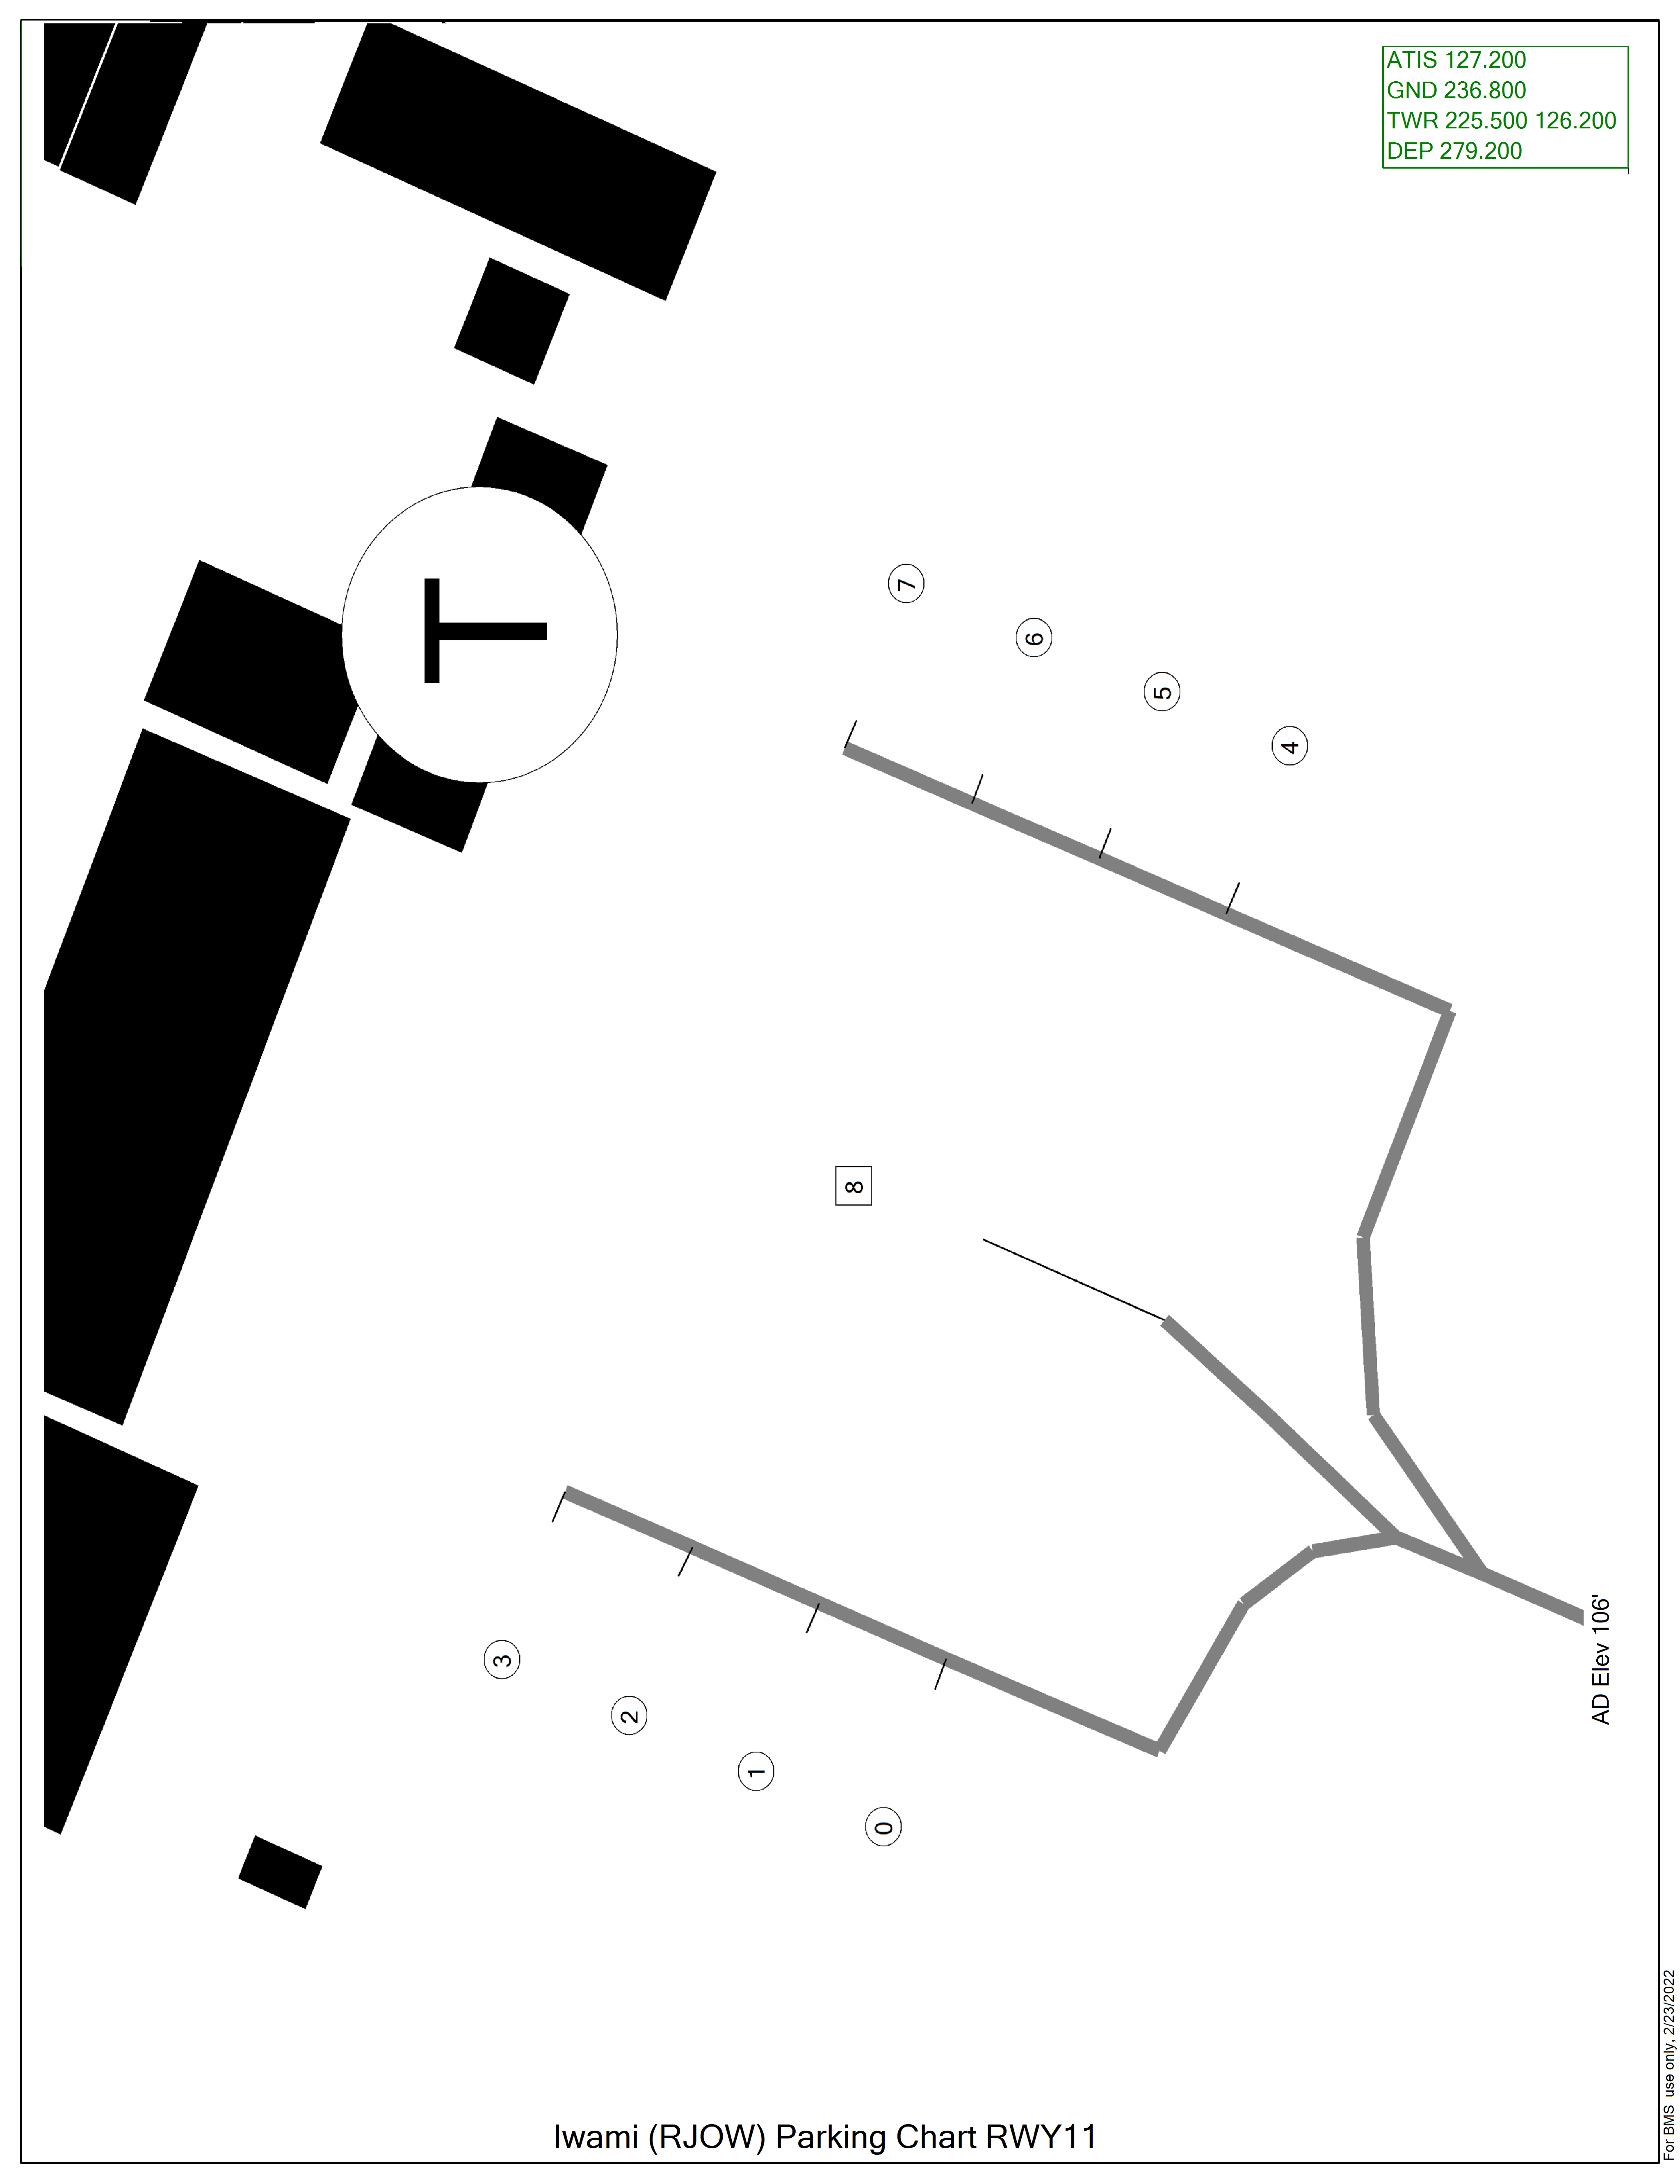 ATIS 127.200
GND 236.800
TWR 225.500 126.200
DEP 279.200
T
7
6
5
4
8
3
2
1
0
AD Elev 106'
Iwami (RJOW) Parking Chart RWY11
For BMS use only, 2/23/2022